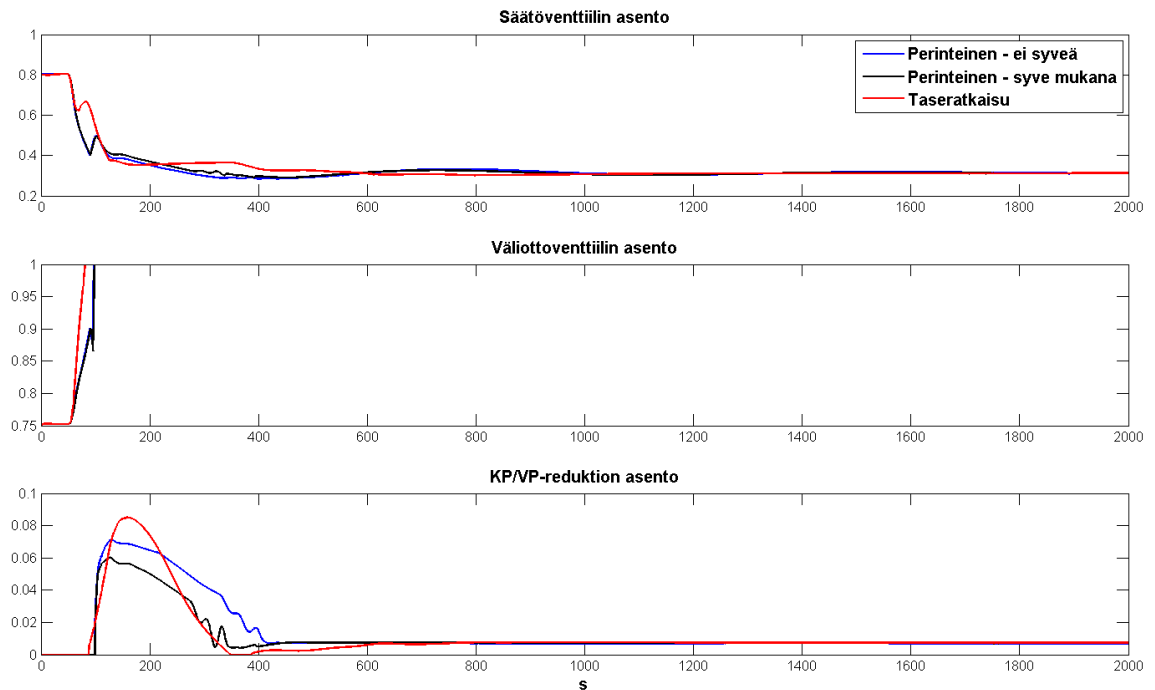 Säätöventtiilin asento
1
0.8
0.6
0.4
0.2
0 200 400 600 800 1000 1200 1400 1600 1800 2000
Perinteinen - ei syveä
Perinteinen - syve mukana
Taseratkaisu
Väliottoventtiilin asento
1
0.95
0.9
0.85
0.8
0.75
0 200 400 600 800 1000 1200 1400 1600 1800 2000
KP/VP-reduktion asento
0.1
0.08
0.06
0.04
0.02
0
0 200 400 600 800 1000 1200 1400 1600 1800 2000
s